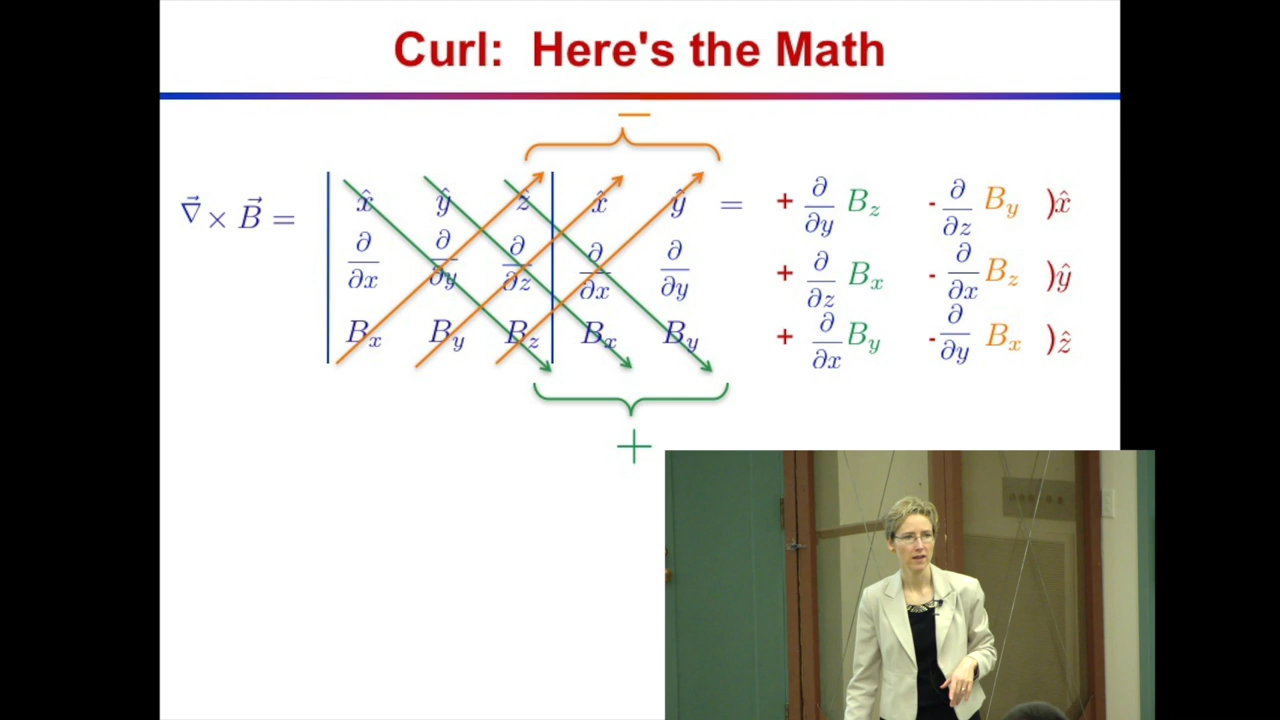 Curl: Here's the Math
−
∇⃗ × B⃗ = | x̂ ŷ ẑ | x̂ ŷ = + ∂/∂y B_z - ∂/∂z B_y )x̂
∂/∂x ∂/∂y ∂/∂z | ∂/∂x ∂/∂y + ∂/∂z B_x - ∂/∂x B_z )ŷ
B_x B_y B_z | B_x B_y + ∂/∂x B_y - ∂/∂y B_x )ẑ
+